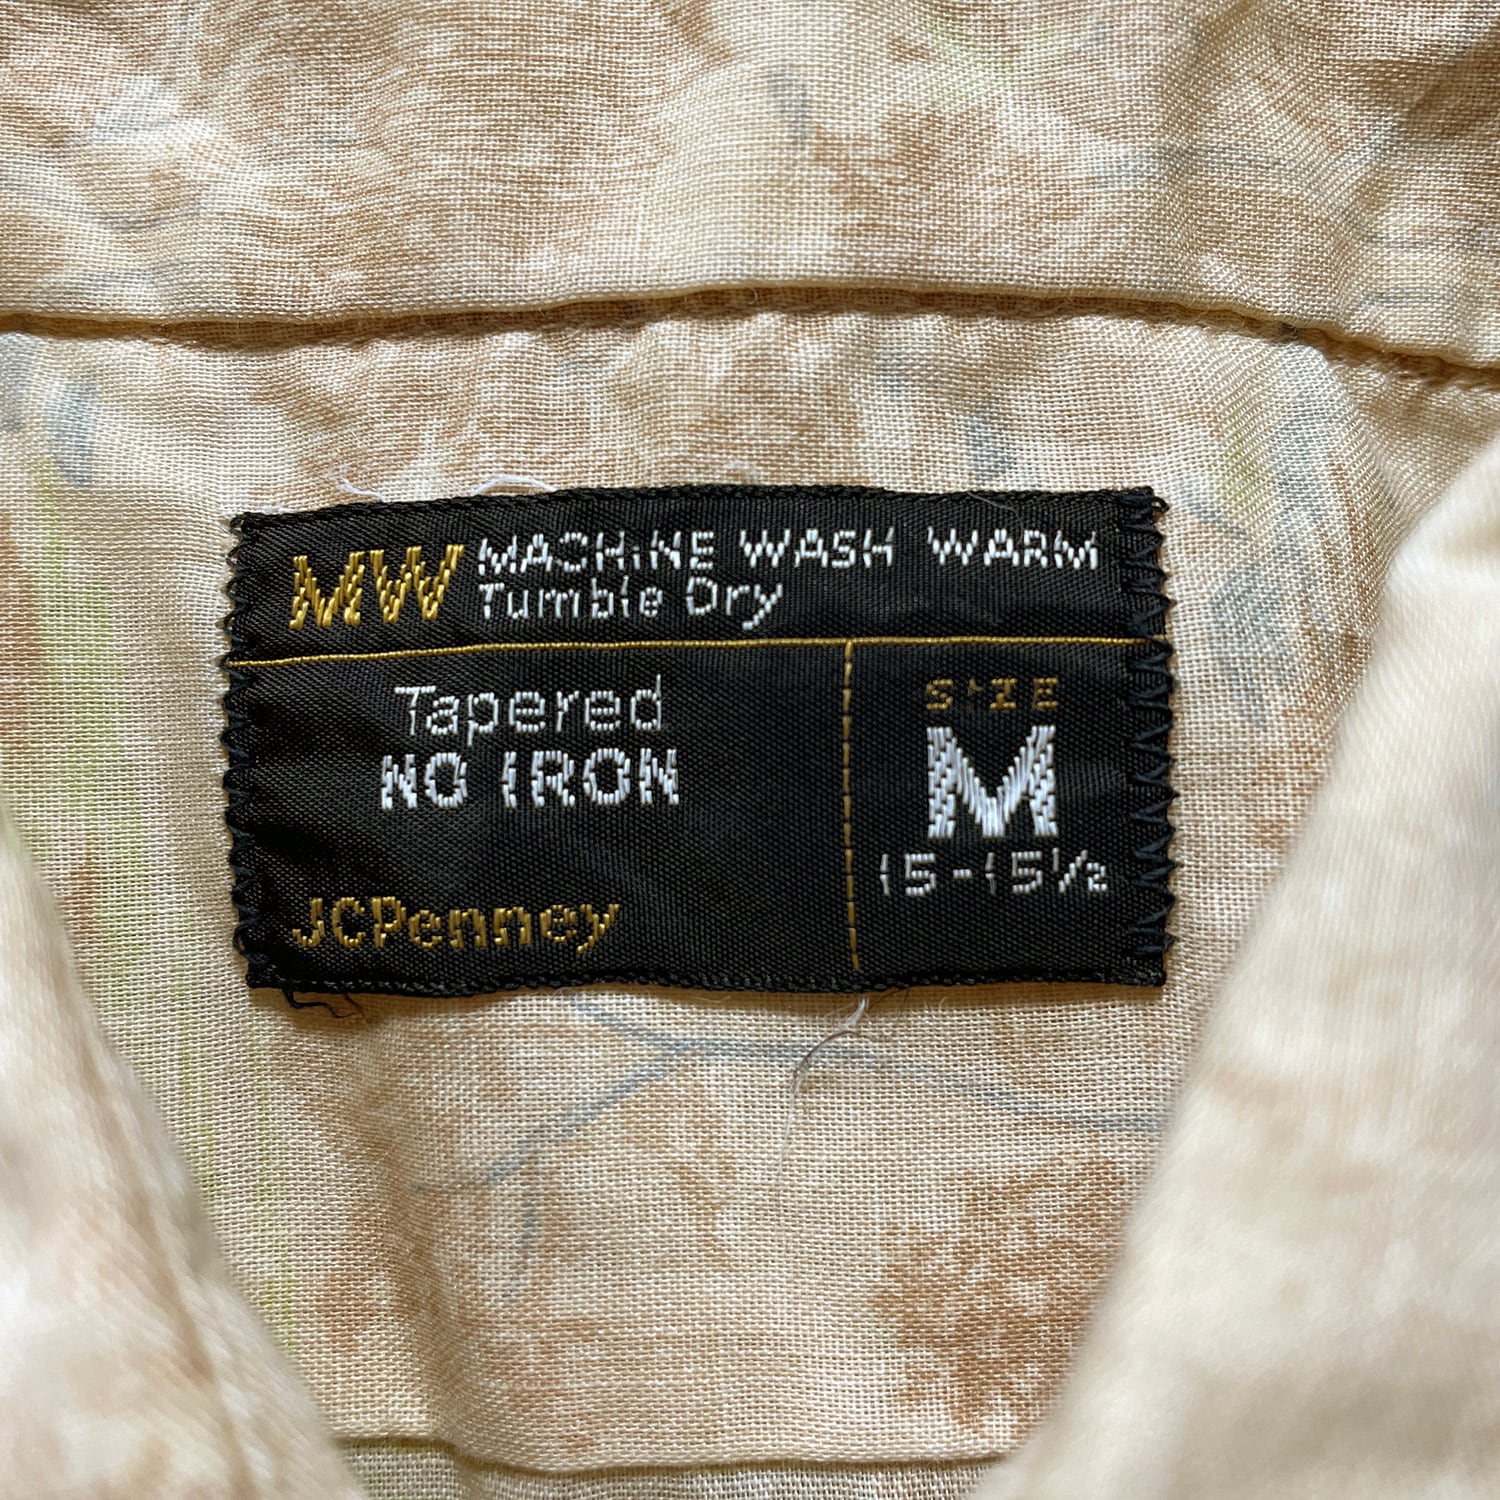 MW MACHINE WASH WARM
Tumble Dry
Tapered
NO IRON
JCPenney
SIZE
M
15-15½